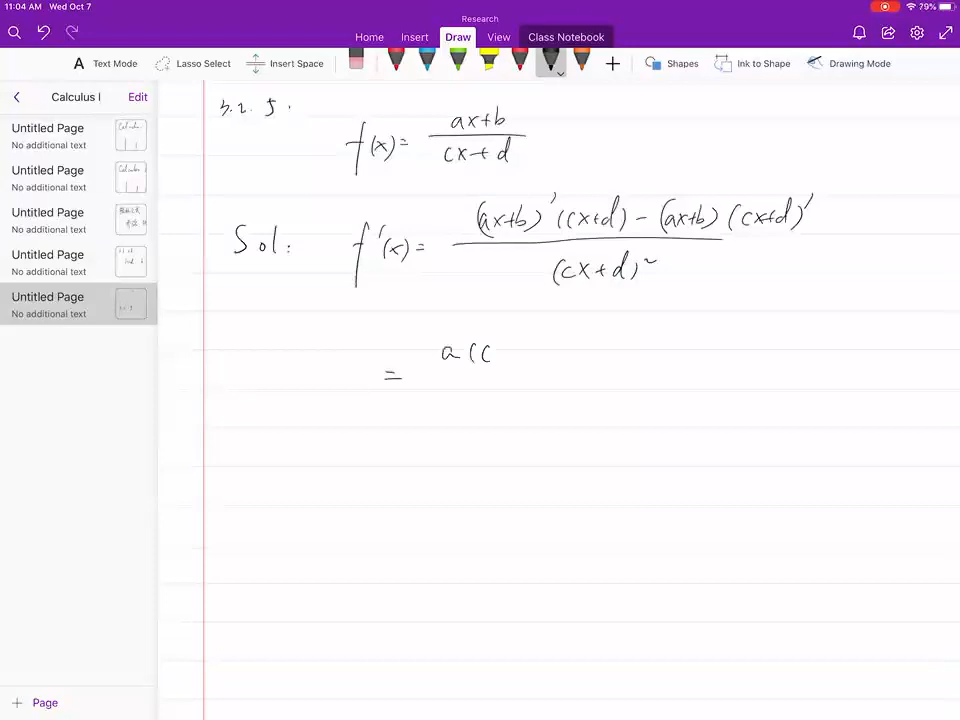 11:04 AM Wed Oct 7
79%
Research
Home Insert Draw View Class Notebook
Text Mode Lasso Select Insert Space Shapes Ink to Shape Drawing Mode
Calculus I Edit
Untitled Page
No additional text
Untitled Page
No additional text
Untitled Page
No additional text
Untitled Page
No additional text
Untitled Page
No additional text
Page
3.2.5.
f(x) = (ax+b)/(cx+d)
Sol: f'(x) = ((ax+b)'(cx+d) - (ax+b)(cx+d)')/(cx+d)²
= a(c